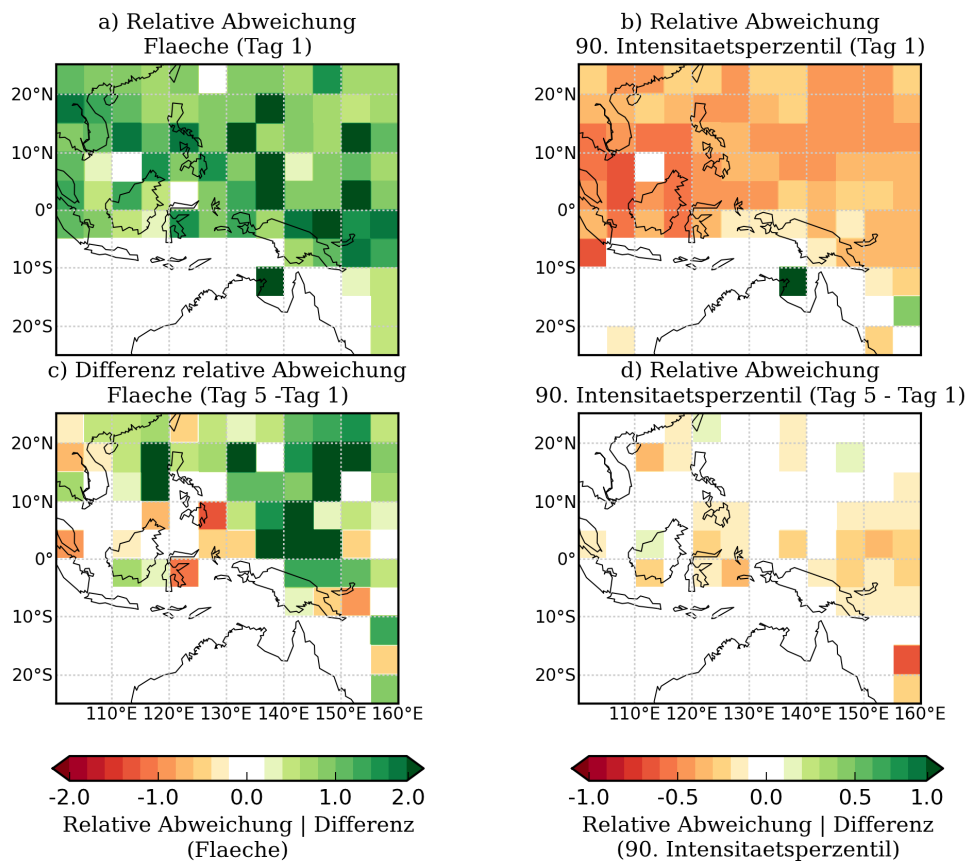 a) Relative Abweichung
Flaeche (Tag 1)
b) Relative Abweichung
90. Intensitaetsperzentil (Tag 1)
20°N
10°N
0°
10°S
20°S
20°N
10°N
0°
10°S
20°S
c) Differenz relative Abweichung
Flaeche (Tag 5 -Tag 1)
d) Relative Abweichung
90. Intensitaetsperzentil (Tag 5 - Tag 1)
20°N
10°N
0°
10°S
20°S
110°E 120°E 130°E 140°E 150°E 160°E
20°N
10°N
0°
10°S
20°S
110°E 120°E 130°E 140°E 150°E 160°E
-2.0 -1.0 0.0 1.0 2.0
Relative Abweichung | Differenz
(Flaeche)
-1.0 -0.5 0.0 0.5 1.0
Relative Abweichung | Differenz
(90. Intensitaetsperzentil)